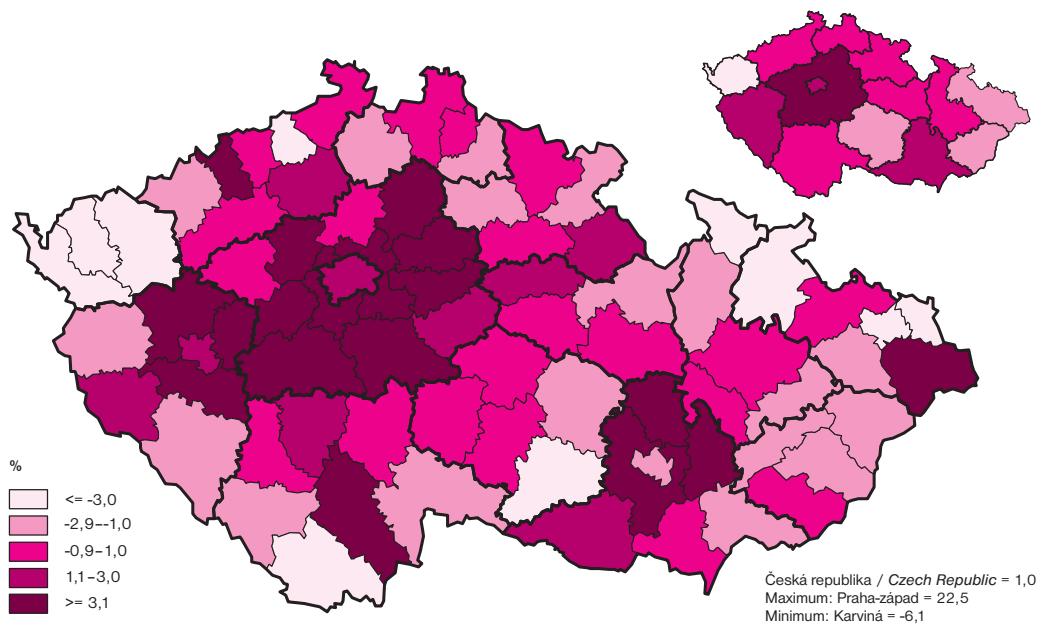 %
<= -3,0
-2,9–-1,0
-0,9–1,0
1,1–3,0
>= 3,1
Česká republika / Czech Republic = 1,0
Maximum: Praha-západ = 22,5
Minimum: Karviná = -6,1